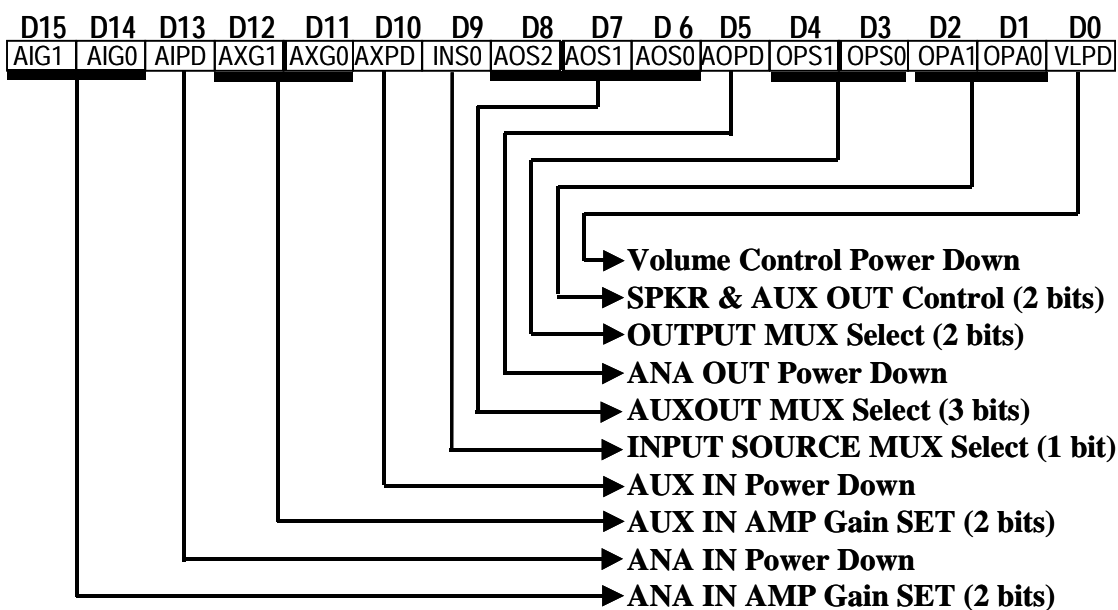 D15 D14 D13 D12 D11 D10 D9 D8 D7 D 6 D5 D4 D3 D2 D1 D0
AIG1 AIG0 AIPD AXG1 AXG0 AXPD INS0 AOS2 AOS1 AOS0 AOPD OPS1 OPS0 OPA1 OPA0 VLPD
Volume Control Power Down
SPKR & AUX OUT Control (2 bits)
OUTPUT MUX Select (2 bits)
ANA OUT Power Down
AUXOUT MUX Select (3 bits)
INPUT SOURCE MUX Select (1 bit)
AUX IN Power Down
AUX IN AMP Gain SET (2 bits)
ANA IN Power Down
ANA IN AMP Gain SET (2 bits)